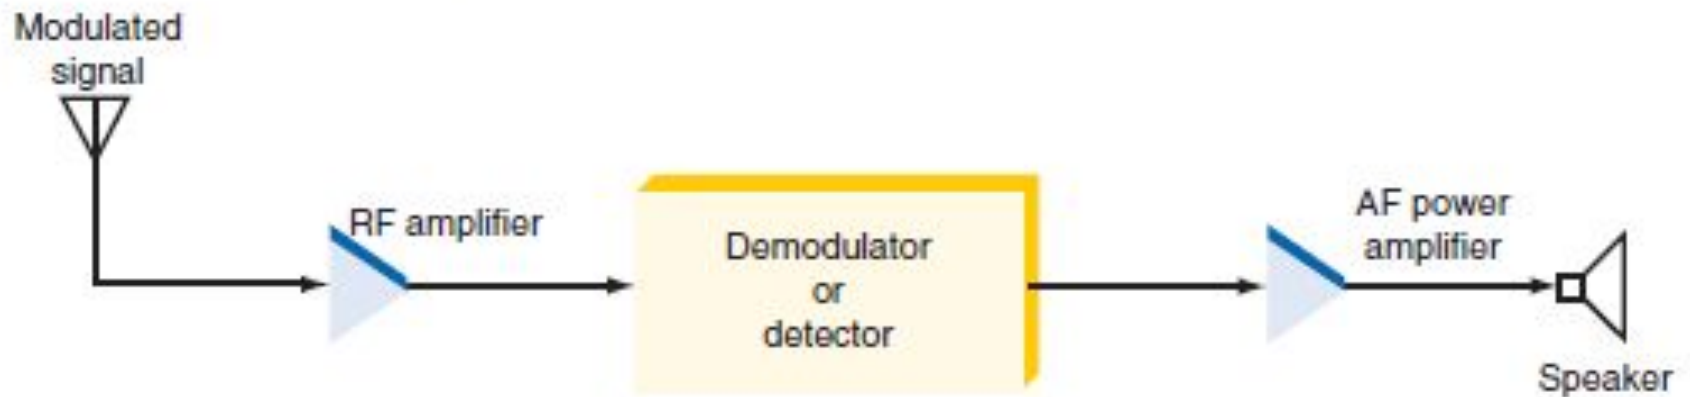 Modulated
signal
RF amplifier
Demodulator
or
detector
AF power
amplifier
Speaker